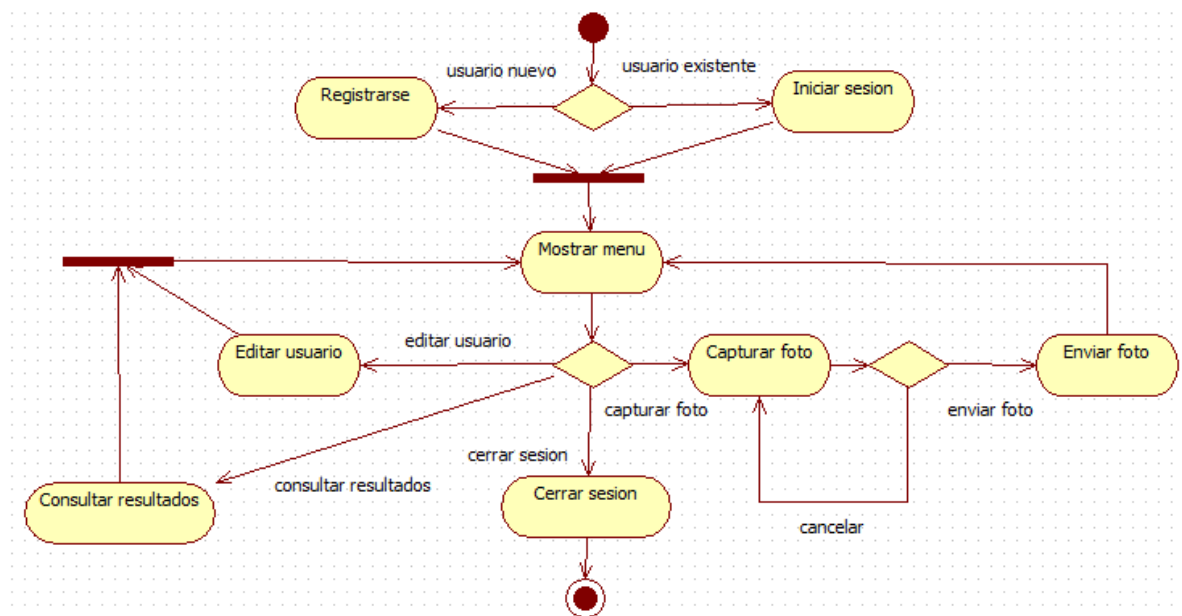 usuario nuevo
usuario existente
Registrarse
Iniciar sesion
Mostrar menu
Editar usuario
editar usuario
Capturar foto
Enviar foto
capturar foto
enviar foto
cerrar sesion
consultar resultados
Consultar resultados
Cerrar sesion
cancelar